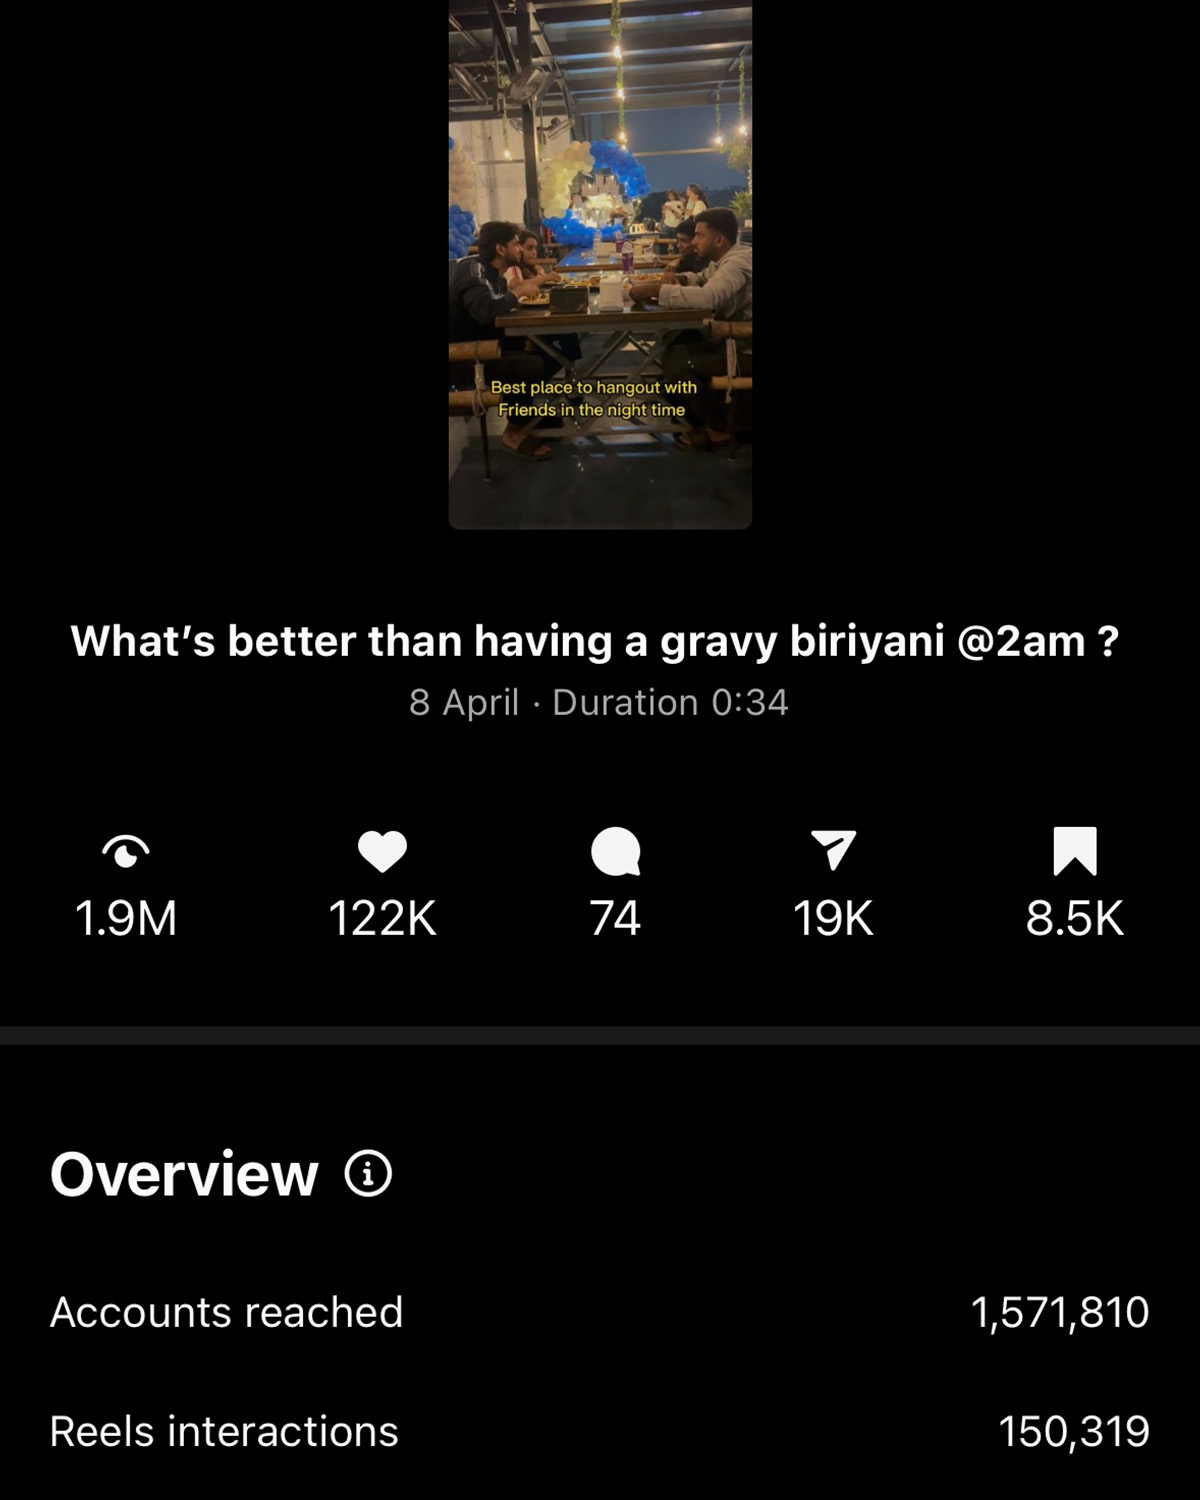 Best place to hangout with
Friends in the night time
What's better than having a gravy biriyani @2am ?
8 April · Duration 0:34
1.9M 122K 74 19K 8.5K
Overview
Accounts reached 1,571,810
Reels interactions 150,319